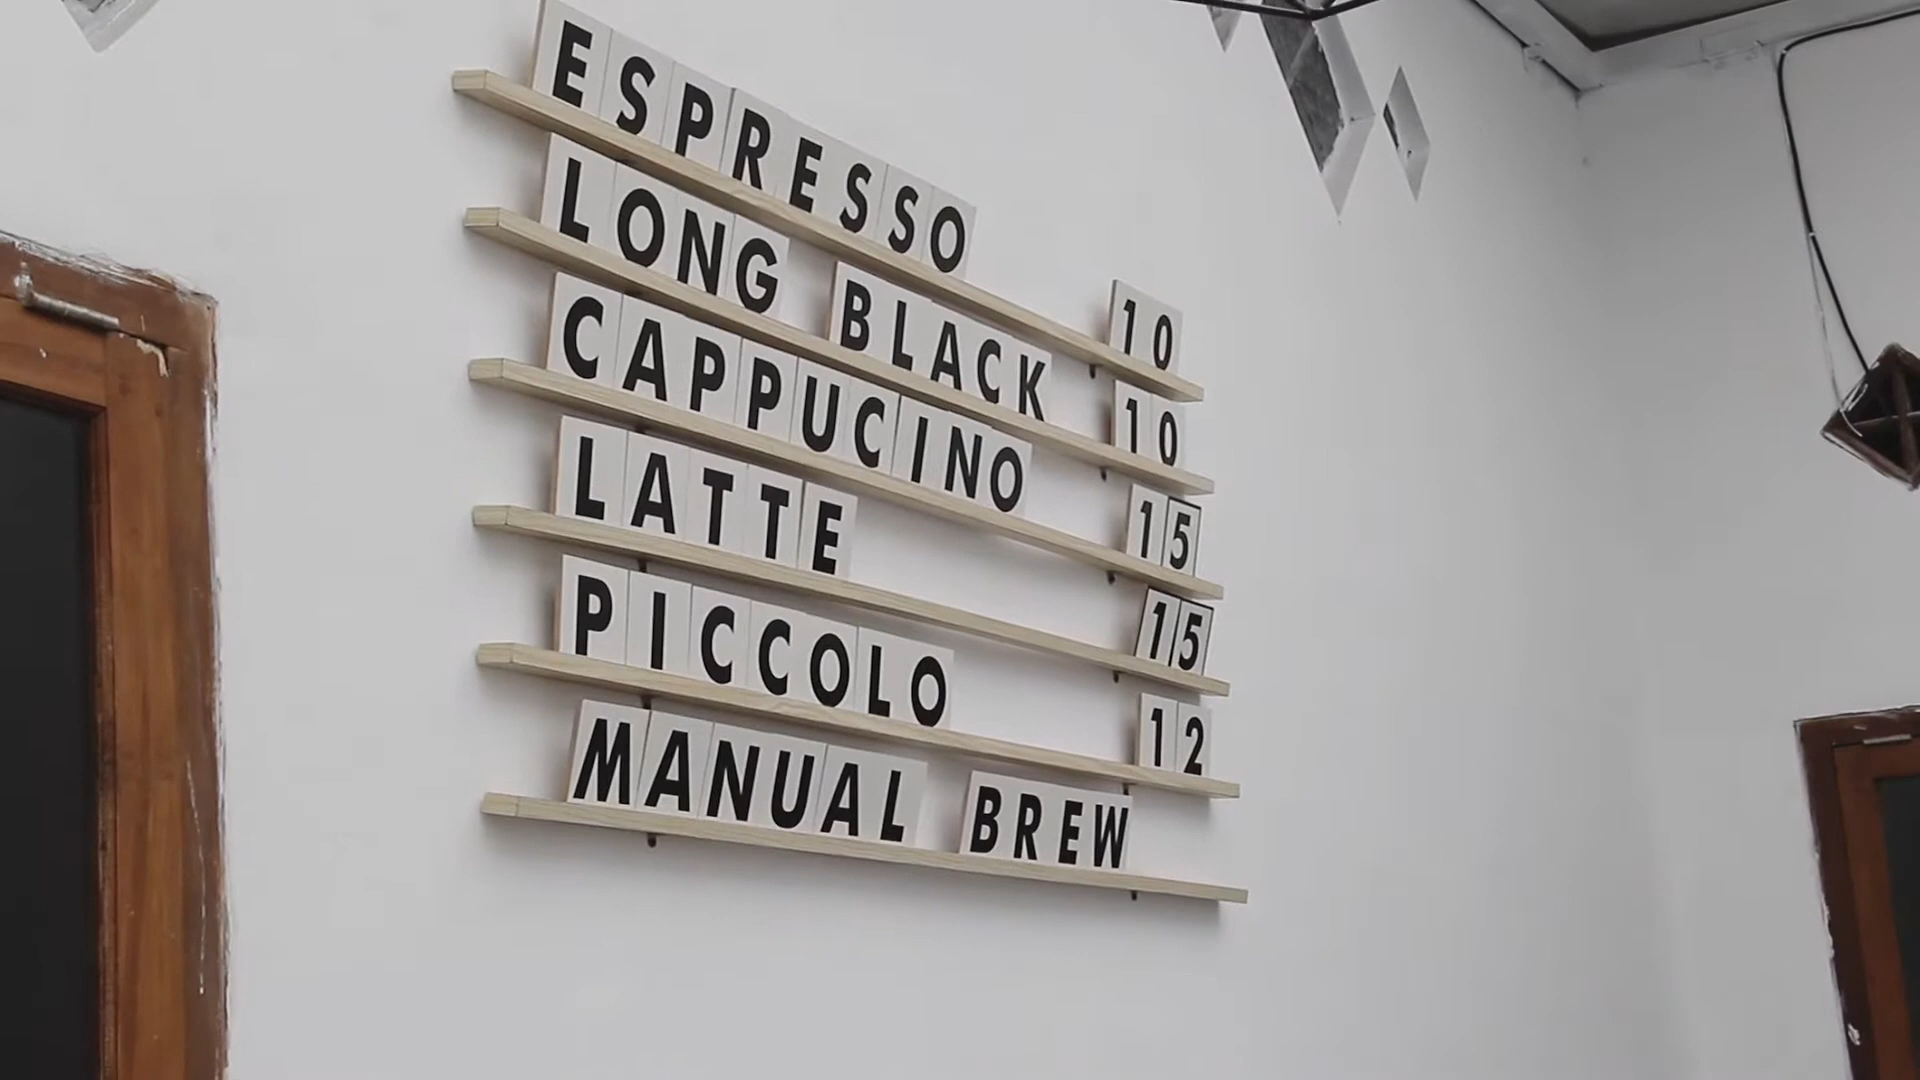 ESPRESSO 10
LONG BLACK 10
CAPPUCINO 15
LATTE 15
PICCOLO 12
MANUAL BREW